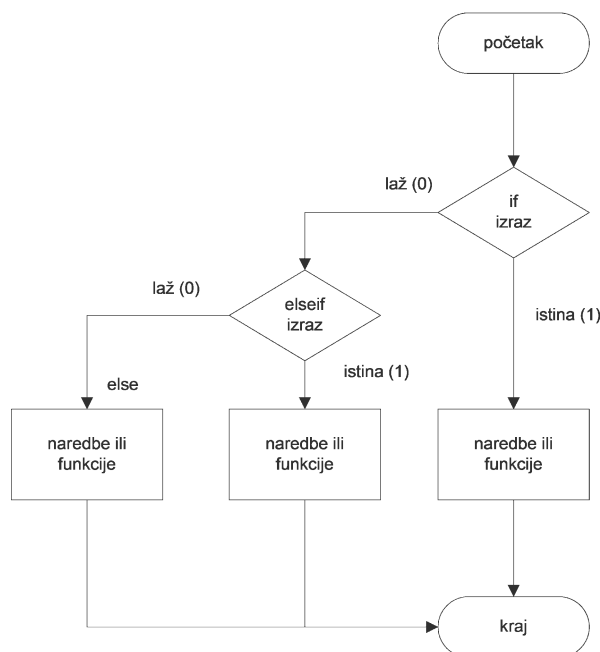 početak
laž (0)
if
izraz
laž (0)
elseif
izraz
istina (1)
istina (1)
else
naredbe ili
funkcije
naredbe ili
funkcije
naredbe ili
funkcije
kraj